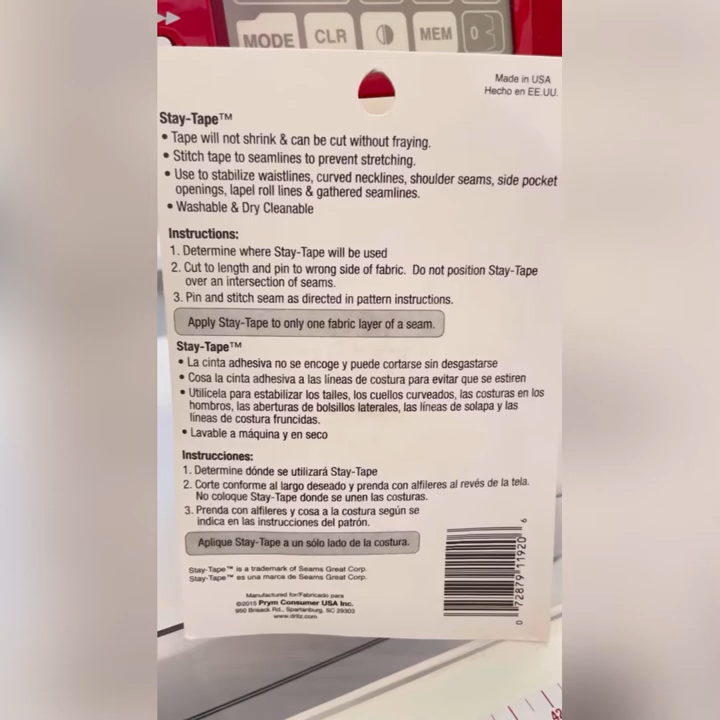 MODE CLR MEM
Made in USA
Hecho en EE.UU.
Stay-Tape™
• Tape will not shrink & can be cut without fraying.
• Stitch tape to seamlines to prevent stretching.
• Use to stabilize waistlines, curved necklines, shoulder seams, side pocket
openings, lapel roll lines & gathered seamlines.
• Washable & Dry Cleanable
Instructions:
1. Determine where Stay-Tape will be used
2. Cut to length and pin to wrong side of fabric. Do not position Stay-Tape
over an intersection of seams.
3. Pin and stitch seam as directed in pattern instructions.
Apply Stay-Tape to only one fabric layer of a seam.
Stay-Tape™
• La cinta adhesiva no se encoge y puede cortarse sin desgastarse
• Cosa la cinta adhesiva a las líneas de costura para evitar que se estiren
• Utilícela para estabilizar los talles, los cuellos curveados, las costuras en los
hombros, las aberturas de bolsillos laterales, las líneas de solapa y las
líneas de costura fruncidas.
• Lavable a máquina y en seco
Instrucciones:
1. Determine dónde se utilizará Stay-Tape
2. Corte conforme al largo deseado y prenda con alfileres al revés de la tela.
No coloque Stay-Tape donde se unen las costuras.
3. Prenda con alfileres y cosa a la costura según se
indica en las instrucciones del patrón.
Aplique Stay-Tape a un sólo lado de la costura.
Stay-Tape™ is a trademark of Seams Great Corp.
Stay-Tape™ es una marca de Seams Great Corp.
Manufactured for/Fabricado para
©2015 Prym Consumer USA Inc.
950 Brisack Rd., Spartanburg, SC 29303
www.dritz.com
0 72879 11920 6
42